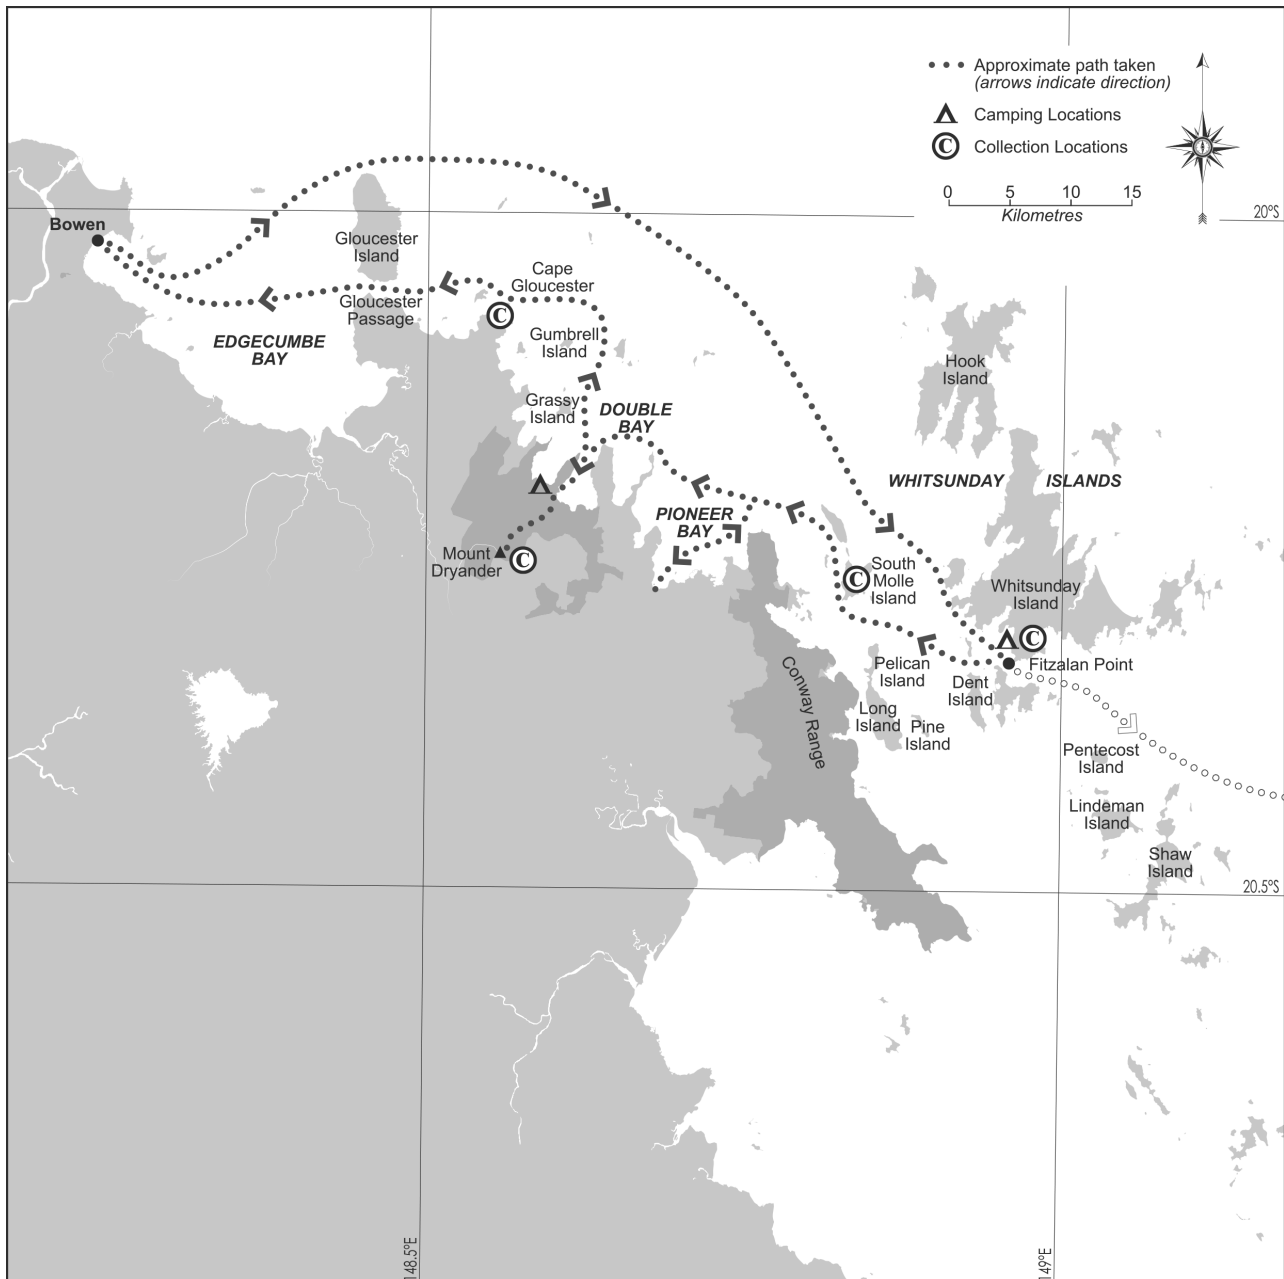 Approximate path taken
(arrows indicate direction)
Camping Locations
C Collection Locations
0 5 10 15
Kilometres
20°S
Bowen
Gloucester
Island
Cape
Gloucester
Gloucester
Passage
C
EDGECUMBE
BAY
Gumbrell
Island
Hook
Island
Grassy
Island
DOUBLE
BAY
WHITSUNDAY ISLANDS
PIONEER
BAY
Mount
Dryander
C
C
South
Molle
Island
Whitsunday
Island
C
Fitzalan Point
Pelican
Island
Dent
Island
Conway Range
Long
Island
Pine
Island
Pentecost
Island
Lindeman
Island
Shaw
Island
20.5°S
148.5°E
149°E